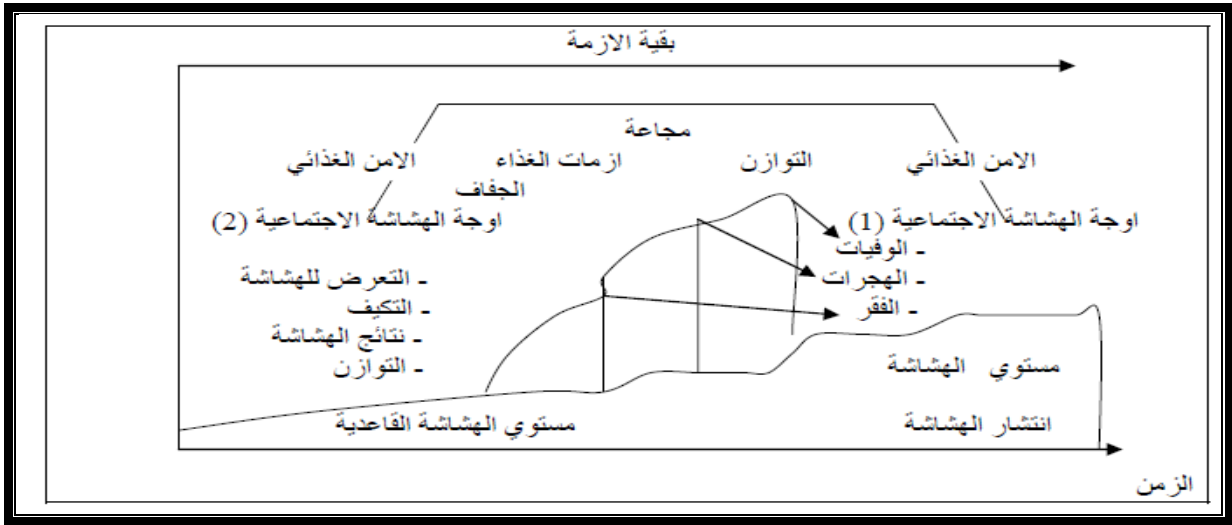 بقية الازمة
مجاعة
الامن الغذائي
التوازن
ازمات الغذاء
الامن الغذائي
الجفاف
اوجة الهشاشة الاجتماعية (1)
- الوفيات
- الهجرات
- الفقر
اوجة الهشاشة الاجتماعية (2)
- التعرض للهشاشة
- التكيف
- نتائج الهشاشة
- التوازن
مستوي الهشاشة
انتشار الهشاشة
مستوي الهشاشة القاعدية
الزمن